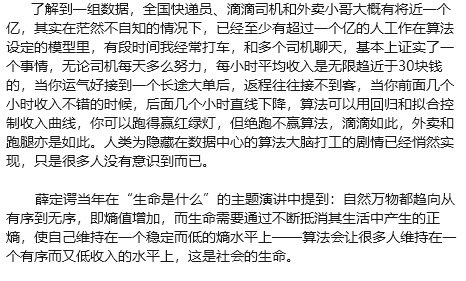 了解到一组数据，全国快递员、滴滴司机和外卖小哥大概有将近一个
亿，其实在茫然不自知的情况下，已经至少有超过一个亿的人工作在算法
设定的模型里，有段时间我经常打车，和多个司机聊天，基本上证实了一
个事情，无论司机每天多么努力，每小时平均收入是无限趋近于30块钱
的，当你运气好接到一个长途大单后，返程往往接不到客，当你前面几个
小时收入不错的时候，后面几个小时直线下降，算法可以用回归和拟合控
制收入曲线，你可以跑得赢红绿灯，但绝跑不赢算法，滴滴如此，外卖和
跑腿亦是如此。人类为隐藏在数据中心的算法大脑打工的剧情已经悄然实
现，只是很多人没有意识到而已。
薛定谔当年在“生命是什么”的主题演讲中提到：自然万物都趋向从
有序到无序，即熵值增加，而生命需要通过不断抵消其生活中产生的正
熵，使自己维持在一个稳定而低的熵水平上——算法会让很多人维持在一
个有序而又低收入的水平上，这是社会的生命。